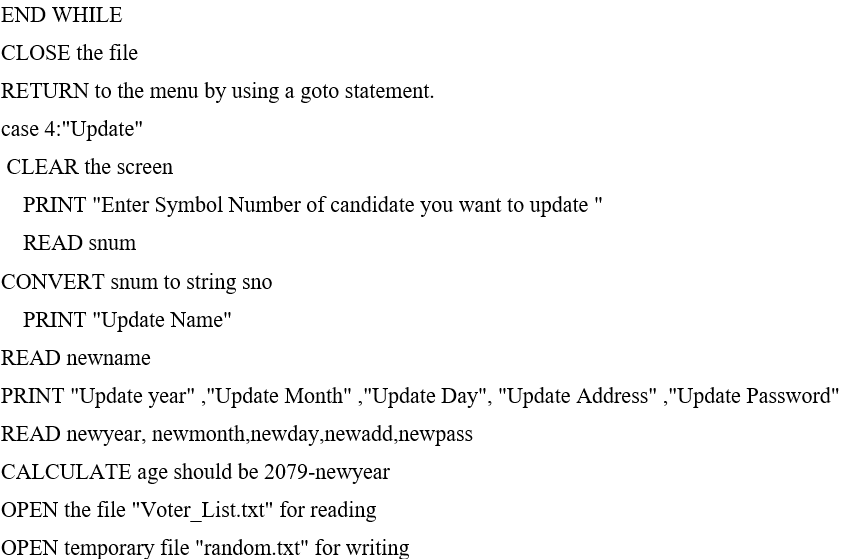 END WHILE
CLOSE the file
RETURN to the menu by using a goto statement.
case 4:"Update"
CLEAR the screen
PRINT "Enter Symbol Number of candidate you want to update "
READ snum
CONVERT snum to string sno
PRINT "Update Name"
READ newname
PRINT "Update year" ,"Update Month" ,"Update Day", "Update Address" ,"Update Password"
READ newyear, newmonth,newday,newadd,newpass
CALCULATE age should be 2079-newyear
OPEN the file "Voter_List.txt" for reading
OPEN temporary file "random.txt" for writing